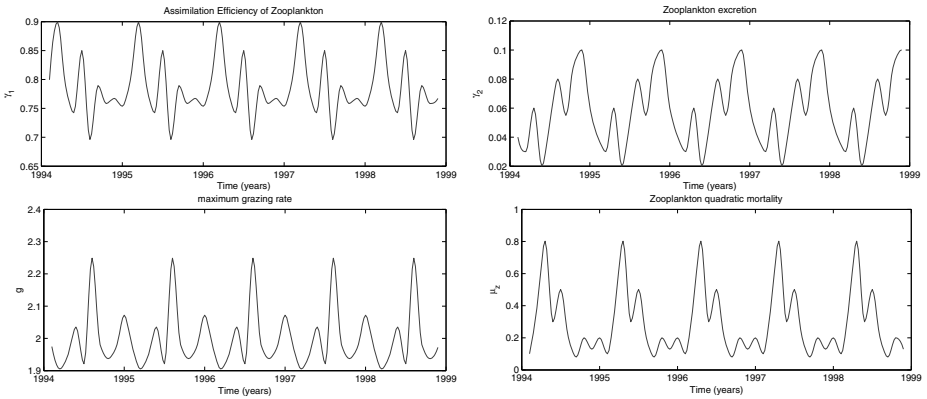 Assimilation Efficiency of Zooplankton
0.9
0.85
0.8
0.75
0.7
0.65
γ1
1994 1995 1996 1997 1998 1999
Time (years)
Zooplankton excretion
0.12
0.1
0.08
0.06
0.04
0.02
γ2
1994 1995 1996 1997 1998 1999
Time (years)
maximum grazing rate
2.4
2.3
2.2
2.1
2
1.9
g
1994 1995 1996 1997 1998 1999
Time (years)
Zooplankton quadratic mortality
1
0.8
0.6
0.4
0.2
0
μz
1994 1995 1996 1997 1998 1999
Time (years)